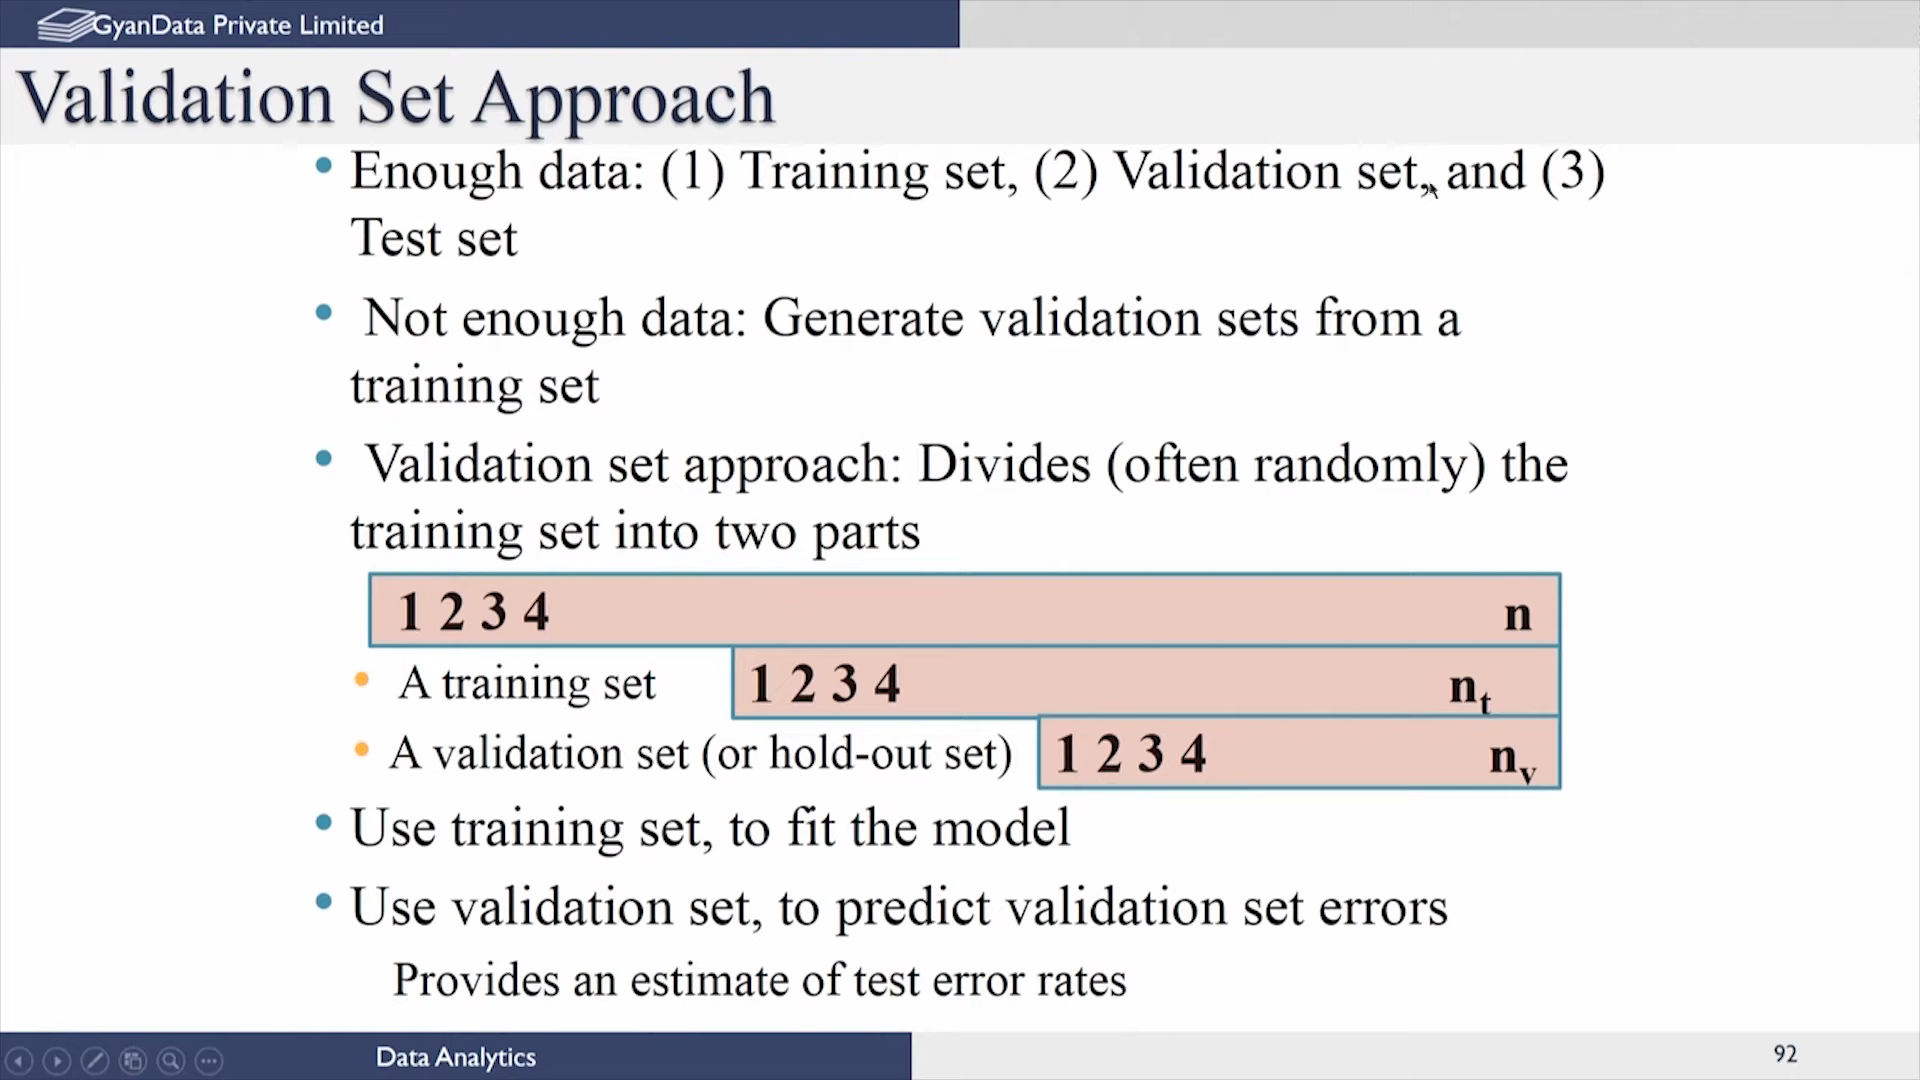 GyanData Private Limited
Validation Set Approach
• Enough data: (1) Training set, (2) Validation set, and (3)
Test set
• Not enough data: Generate validation sets from a
training set
• Validation set approach: Divides (often randomly) the
training set into two parts
1 2 3 4 n
• A training set 1 2 3 4 nt
• A validation set (or hold-out set) 1 2 3 4 nv
• Use training set, to fit the model
• Use validation set, to predict validation set errors
Provides an estimate of test error rates
Data Analytics 92